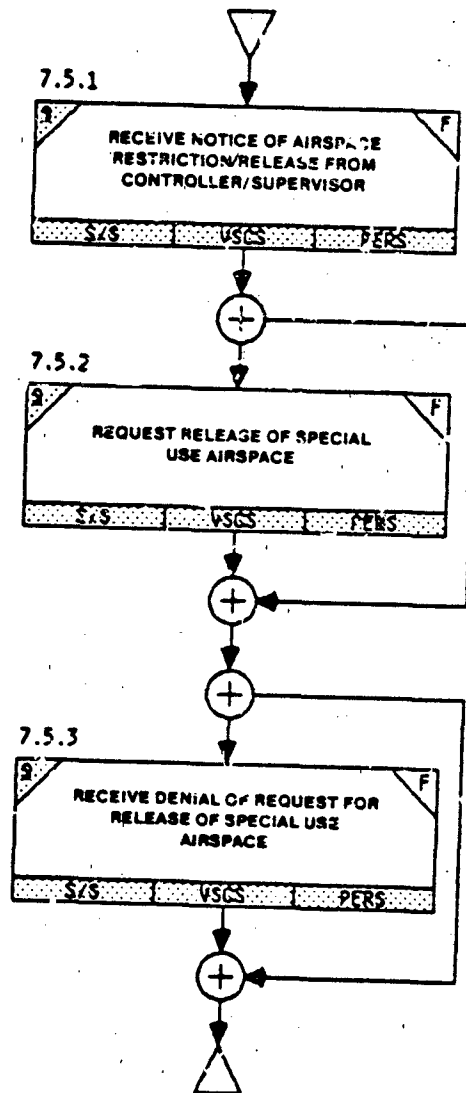 7.5.1
F
RECEIVE NOTICE OF AIRSPACE
RESTRICTION/RELEASE FROM
CONTROLLER/SUPERVISOR
VSCS PERS
+
7.5.2
F
REQUEST RELEASE OF SPECIAL
USE AIRSPACE
VSCS PERS
+
+
7.5.3
F
RECEIVE DENIAL OF REQUEST FOR
RELEASE OF SPECIAL USE
AIRSPACE
VSCS PERS
+